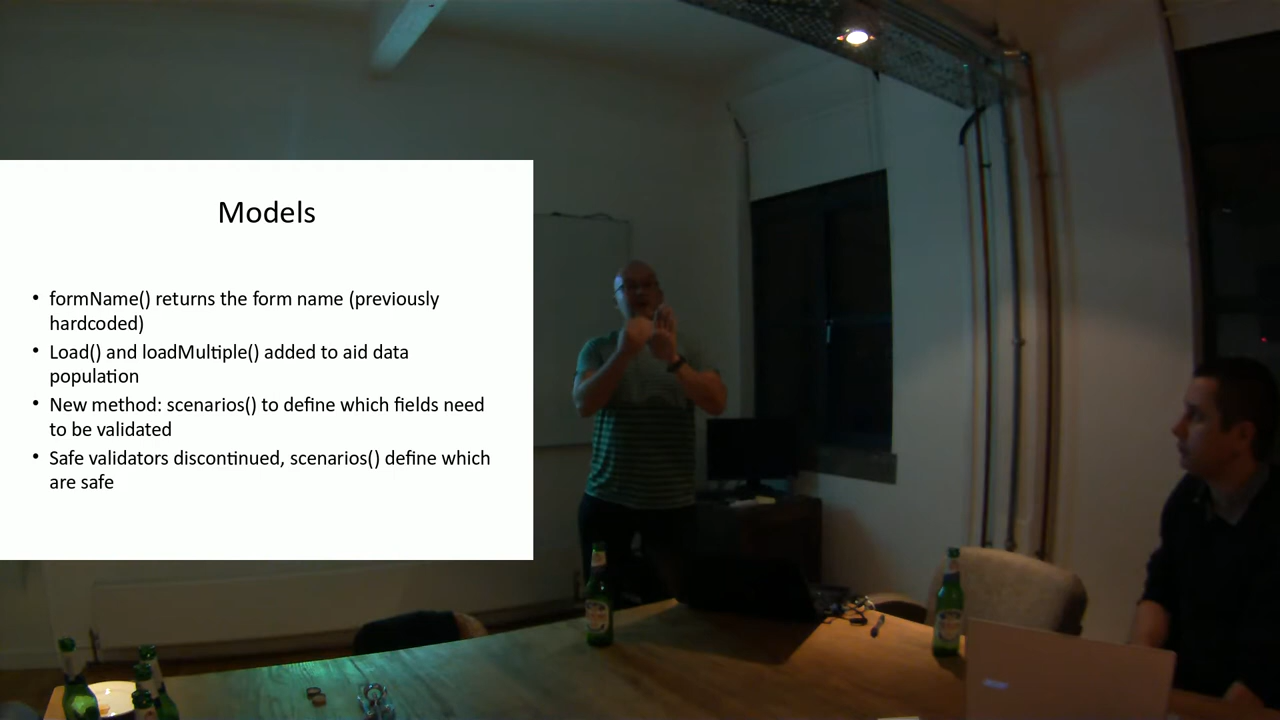 Models
• formName() returns the form name (previously
hardcoded)
• Load() and loadMultiple() added to aid data
population
• New method: scenarios() to define which fields need
to be validated
• Safe validators discontinued, scenarios() define which
are safe